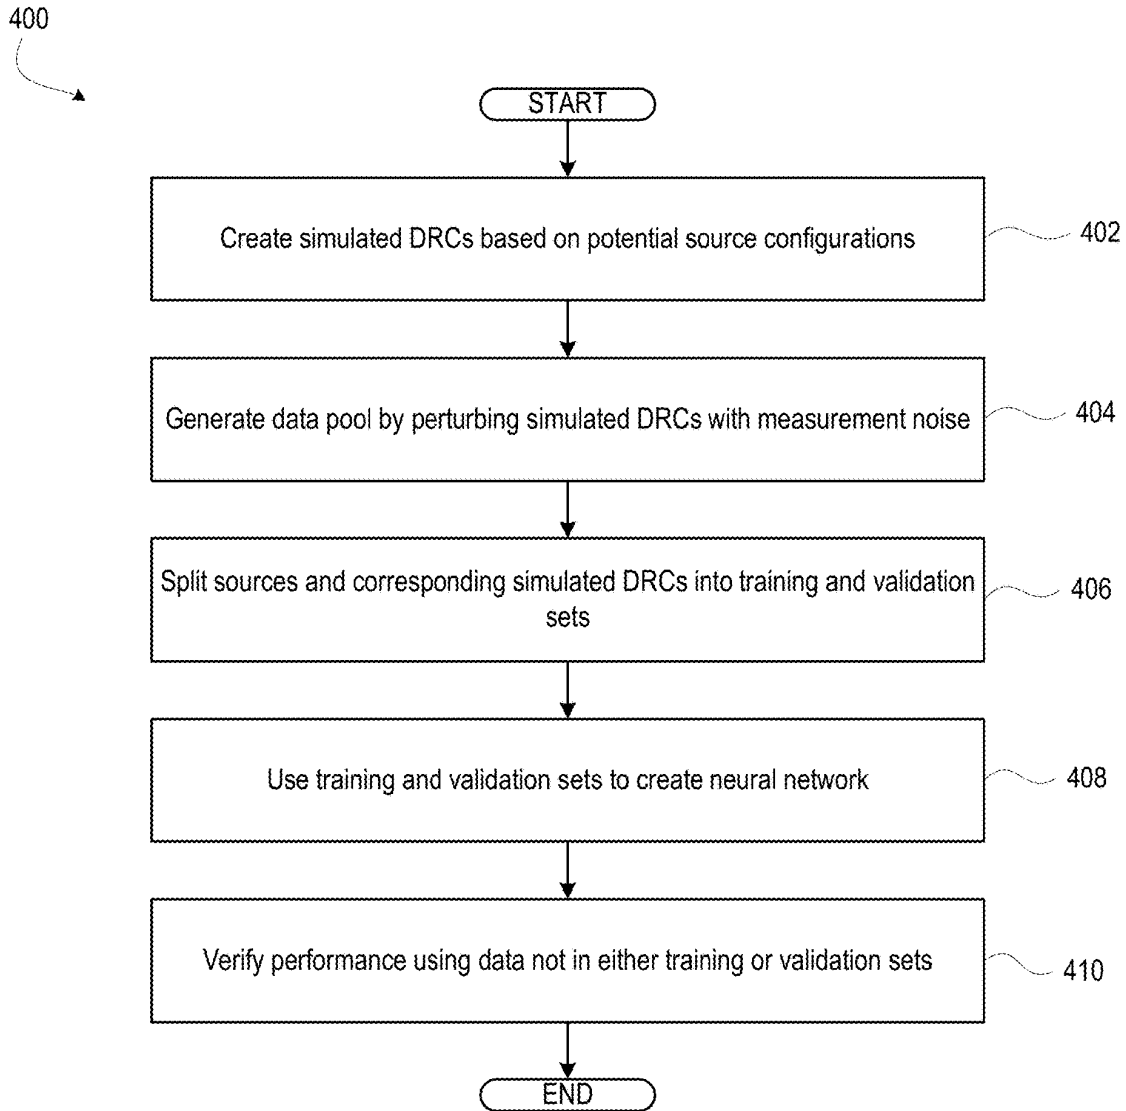 400
START
Create simulated DRCs based on potential source configurations
402
Generate data pool by perturbing simulated DRCs with measurement noise
404
Split sources and corresponding simulated DRCs into training and validation
sets
406
Use training and validation sets to create neural network
408
Verify performance using data not in either training or validation sets
410
END